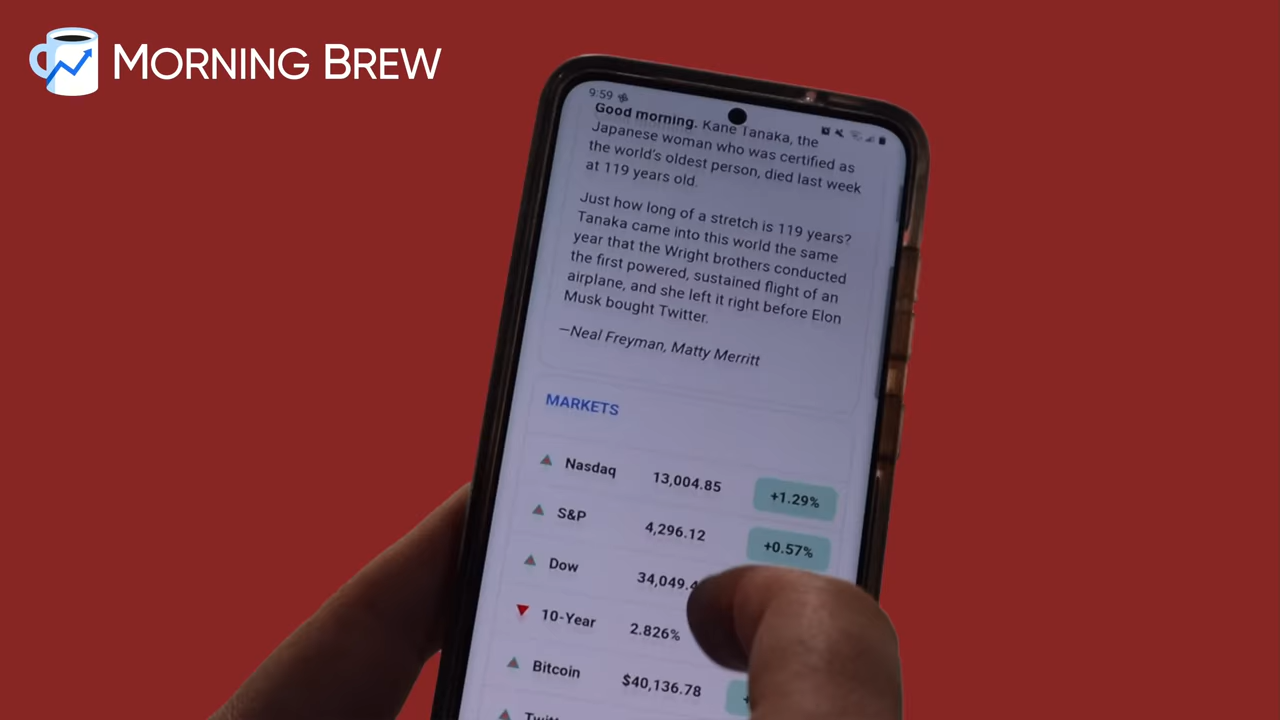 MORNING BREW
9:59
Good morning. Kane Tanaka, the
Japanese woman who was certified as
the world's oldest person, died last week
at 119 years old.
Just how long of a stretch is 119 years?
Tanaka came into this world the same
year that the Wright brothers conducted
the first powered, sustained flight of an
airplane, and she left it right before Elon
Musk bought Twitter.
—Neal Freyman, Matty Merritt
MARKETS
Nasdaq 13,004.85 +1.29%
S&P 4,296.12 +0.57%
Dow 34,049.4
10-Year 2.826%
Bitcoin $40,136.78